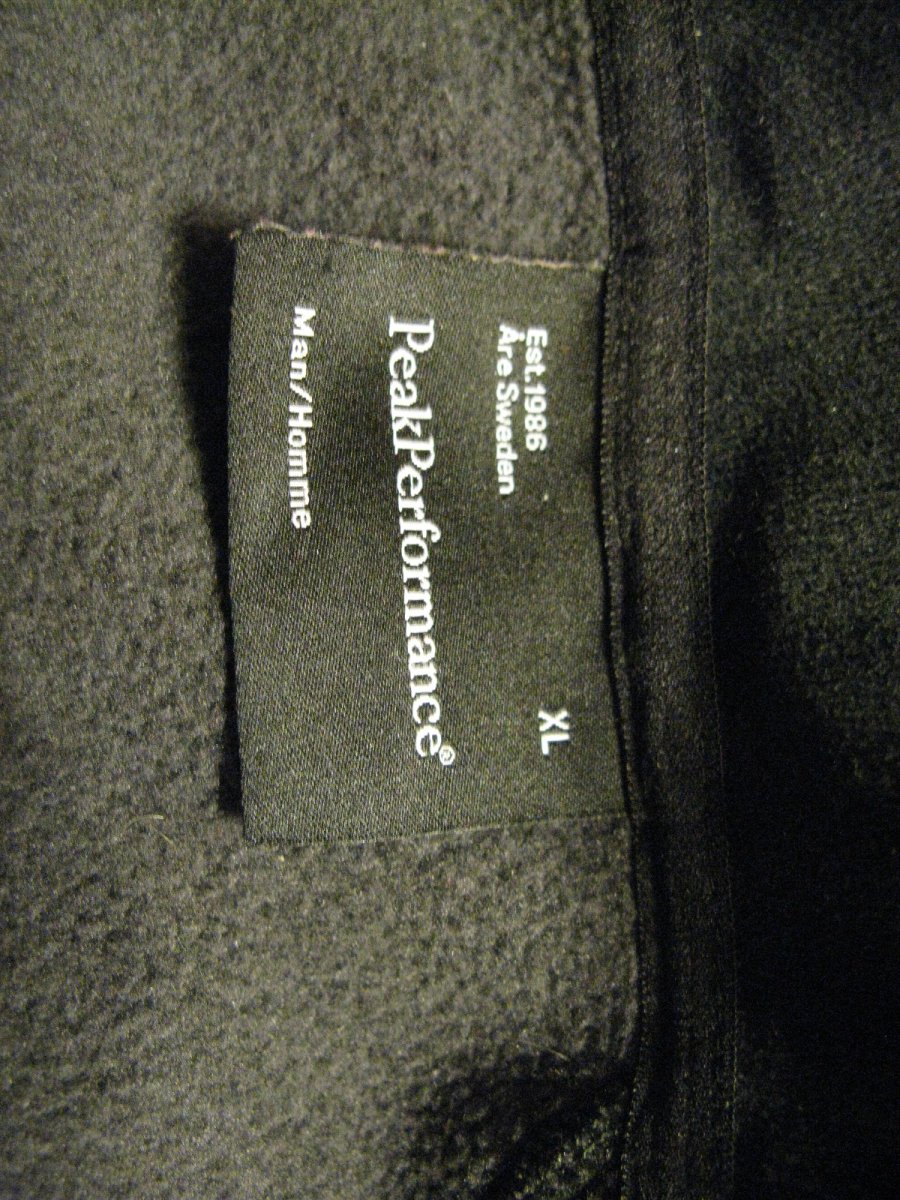 Est.1986
Åre Sweden
XL
PeakPerformance®
Man/Homme